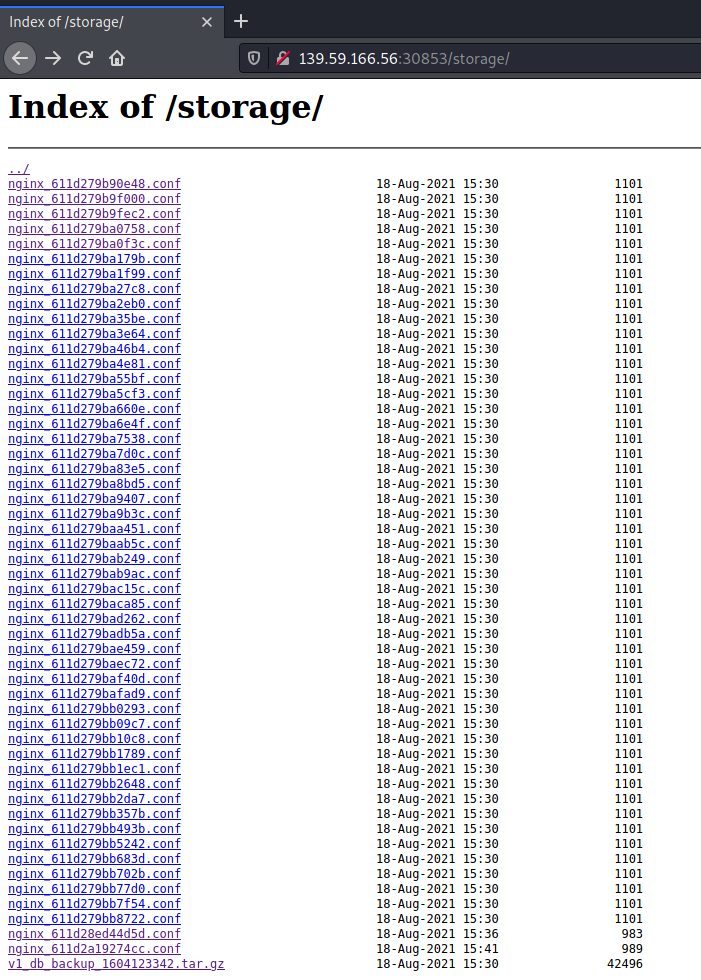 Index of /storage/
139.59.166.56:30853/storage/
Index of /storage/
../
nginx_611d279b90e48.conf 18-Aug-2021 15:30 1101
nginx_611d279b9f000.conf 18-Aug-2021 15:30 1101
nginx_611d279b9fec2.conf 18-Aug-2021 15:30 1101
nginx_611d279ba0758.conf 18-Aug-2021 15:30 1101
nginx_611d279ba0f3c.conf 18-Aug-2021 15:30 1101
nginx_611d279ba179b.conf 18-Aug-2021 15:30 1101
nginx_611d279ba1f99.conf 18-Aug-2021 15:30 1101
nginx_611d279ba27c8.conf 18-Aug-2021 15:30 1101
nginx_611d279ba2eb0.conf 18-Aug-2021 15:30 1101
nginx_611d279ba35be.conf 18-Aug-2021 15:30 1101
nginx_611d279ba3e64.conf 18-Aug-2021 15:30 1101
nginx_611d279ba46b4.conf 18-Aug-2021 15:30 1101
nginx_611d279ba4e81.conf 18-Aug-2021 15:30 1101
nginx_611d279ba55bf.conf 18-Aug-2021 15:30 1101
nginx_611d279ba5cf3.conf 18-Aug-2021 15:30 1101
nginx_611d279ba660e.conf 18-Aug-2021 15:30 1101
nginx_611d279ba6e4f.conf 18-Aug-2021 15:30 1101
nginx_611d279ba7538.conf 18-Aug-2021 15:30 1101
nginx_611d279ba7d0c.conf 18-Aug-2021 15:30 1101
nginx_611d279ba83e5.conf 18-Aug-2021 15:30 1101
nginx_611d279ba8bd5.conf 18-Aug-2021 15:30 1101
nginx_611d279ba9407.conf 18-Aug-2021 15:30 1101
nginx_611d279ba9b3c.conf 18-Aug-2021 15:30 1101
nginx_611d279baa451.conf 18-Aug-2021 15:30 1101
nginx_611d279baab5c.conf 18-Aug-2021 15:30 1101
nginx_611d279bab249.conf 18-Aug-2021 15:30 1101
nginx_611d279bab9ac.conf 18-Aug-2021 15:30 1101
nginx_611d279bac15c.conf 18-Aug-2021 15:30 1101
nginx_611d279baca85.conf 18-Aug-2021 15:30 1101
nginx_611d279bad262.conf 18-Aug-2021 15:30 1101
nginx_611d279badb5a.conf 18-Aug-2021 15:30 1101
nginx_611d279bae459.conf 18-Aug-2021 15:30 1101
nginx_611d279baec72.conf 18-Aug-2021 15:30 1101
nginx_611d279baf40d.conf 18-Aug-2021 15:30 1101
nginx_611d279bafad9.conf 18-Aug-2021 15:30 1101
nginx_611d279bb0293.conf 18-Aug-2021 15:30 1101
nginx_611d279bb09c7.conf 18-Aug-2021 15:30 1101
nginx_611d279bb10c8.conf 18-Aug-2021 15:30 1101
nginx_611d279bb1789.conf 18-Aug-2021 15:30 1101
nginx_611d279bb1ec1.conf 18-Aug-2021 15:30 1101
nginx_611d279bb2648.conf 18-Aug-2021 15:30 1101
nginx_611d279bb2da7.conf 18-Aug-2021 15:30 1101
nginx_611d279bb357b.conf 18-Aug-2021 15:30 1101
nginx_611d279bb493b.conf 18-Aug-2021 15:30 1101
nginx_611d279bb5242.conf 18-Aug-2021 15:30 1101
nginx_611d279bb683d.conf 18-Aug-2021 15:30 1101
nginx_611d279bb702b.conf 18-Aug-2021 15:30 1101
nginx_611d279bb77d0.conf 18-Aug-2021 15:30 1101
nginx_611d279bb7f54.conf 18-Aug-2021 15:30 1101
nginx_611d279bb8722.conf 18-Aug-2021 15:30 1101
nginx_611d28ed44d5d.conf 18-Aug-2021 15:36 983
nginx_611d2a19274cc.conf 18-Aug-2021 15:41 989
v1_db_backup_1604123342.tar.gz 18-Aug-2021 15:30 42496